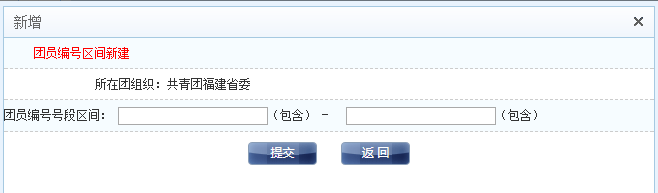 新增
团员编号区间新建
所在团组织：共青团福建省委
团员编号号段区间：（包含） - （包含）
提交 返回